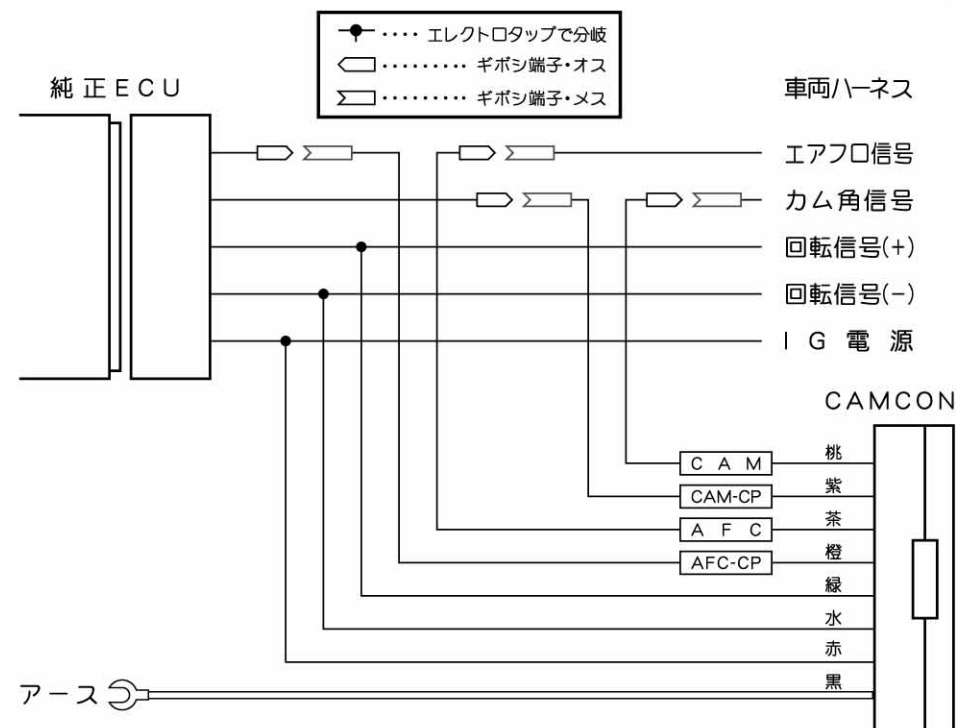 エレクトロタップで分岐
ギボシ端子・オス
ギボシ端子・メス
純正ECU
車両ハーネス
エアフロ信号
カム角信号
回転信号(+)
回転信号(-)
IG電源
CAMCON
CAM 桃
CAM-CP 紫
AFC 茶
AFC-CP 橙
緑
水
赤
黒
アース